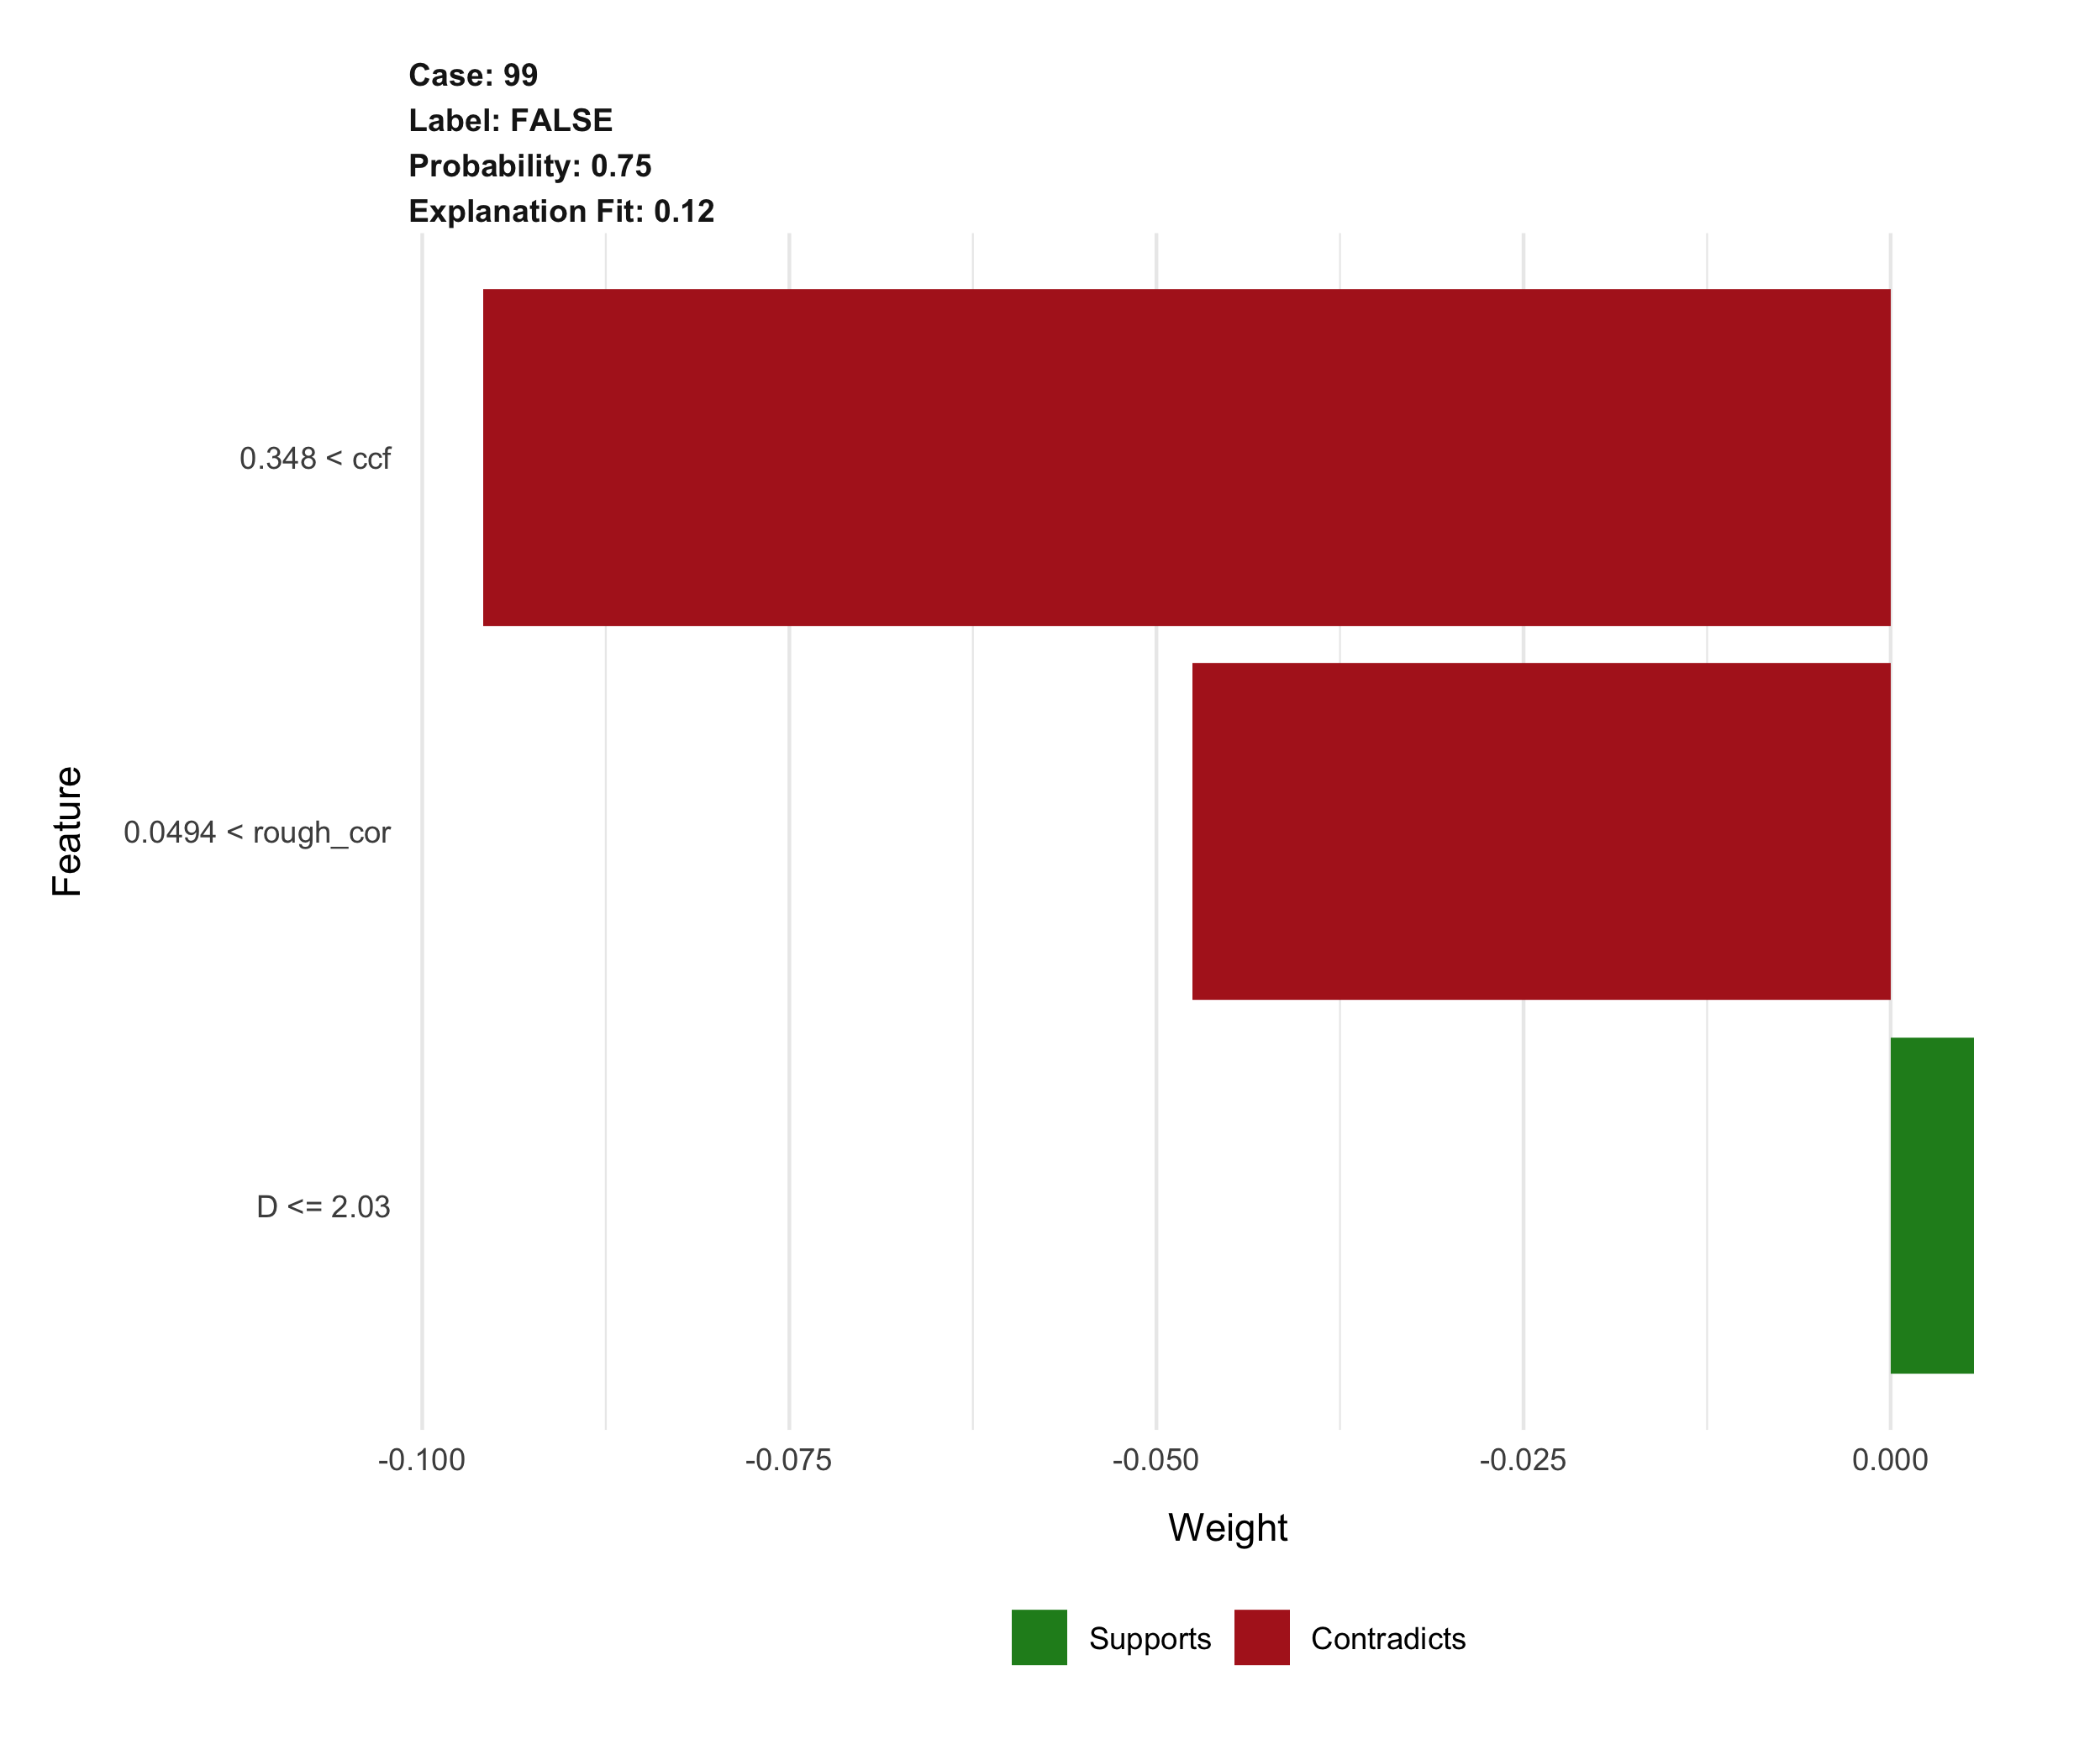 Case: 99
Label: FALSE
Probability: 0.75
Explanation Fit: 0.12
0.348 < ccf
0.0494 < rough_cor
D <= 2.03
Feature
-0.100 -0.075 -0.050 -0.025 0.000
Weight
Supports Contradicts